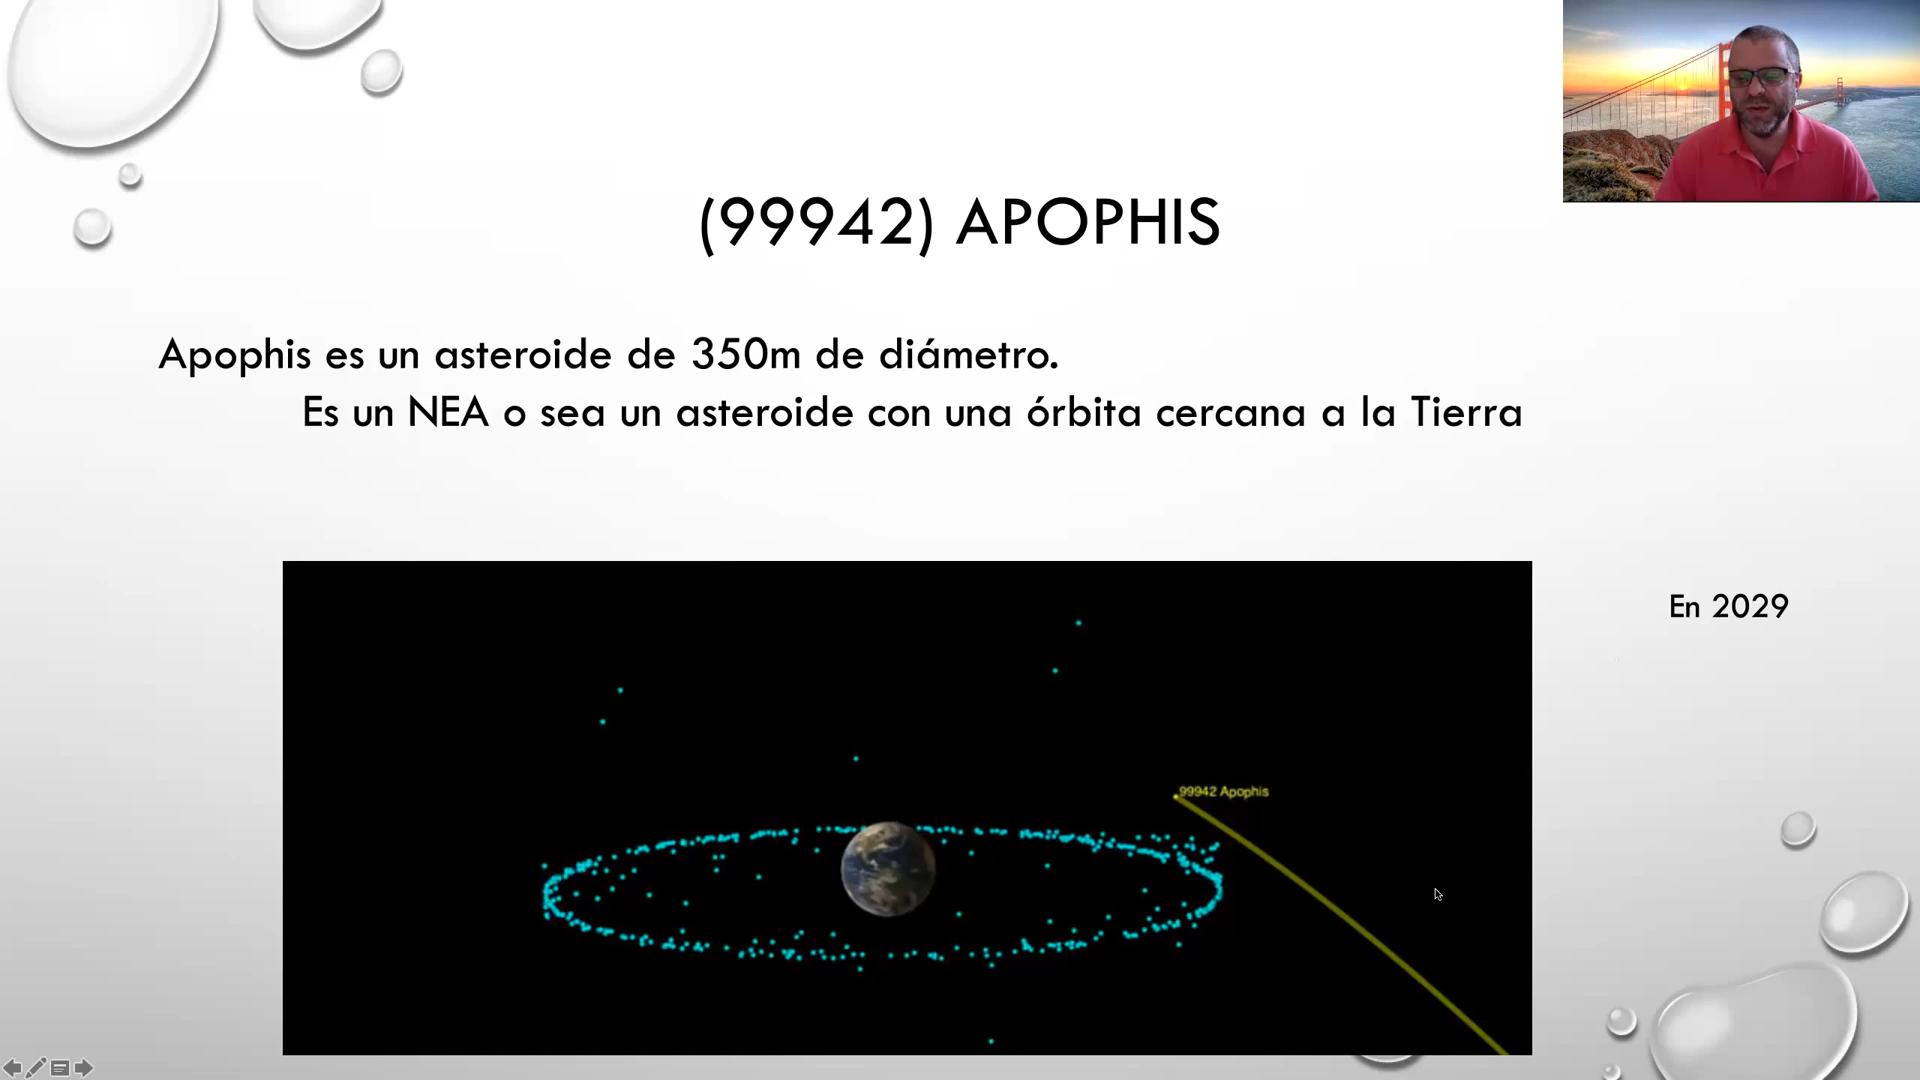 (99942) APOPHIS
Apophis es un asteroide de 350m de diámetro.
Es un NEA o sea un asteroide con una órbita cercana a la Tierra
En 2029
99942 Apophis